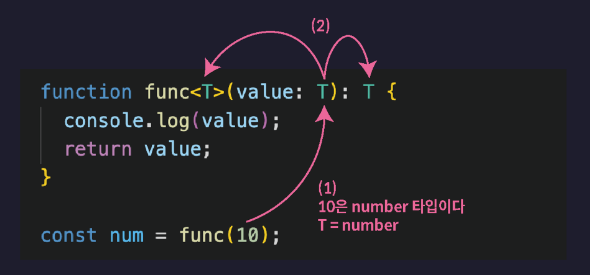 (2)
function func<T>(value: T): T {
console.log(value);
return value;
}
(1)
10은 number 타입이다
T = number
const num = func(10);